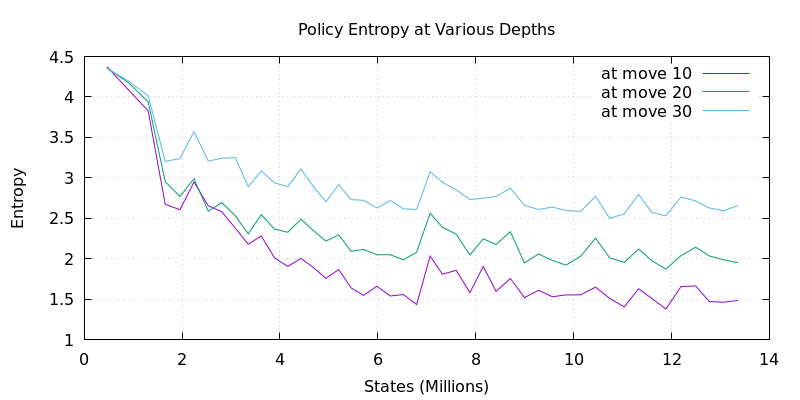 Policy Entropy at Various Depths
4.5
4
3.5
3
2.5
2
1.5
1
0 2 4 6 8 10 12 14
Entropy
States (Millions)
at move 10
at move 20
at move 30